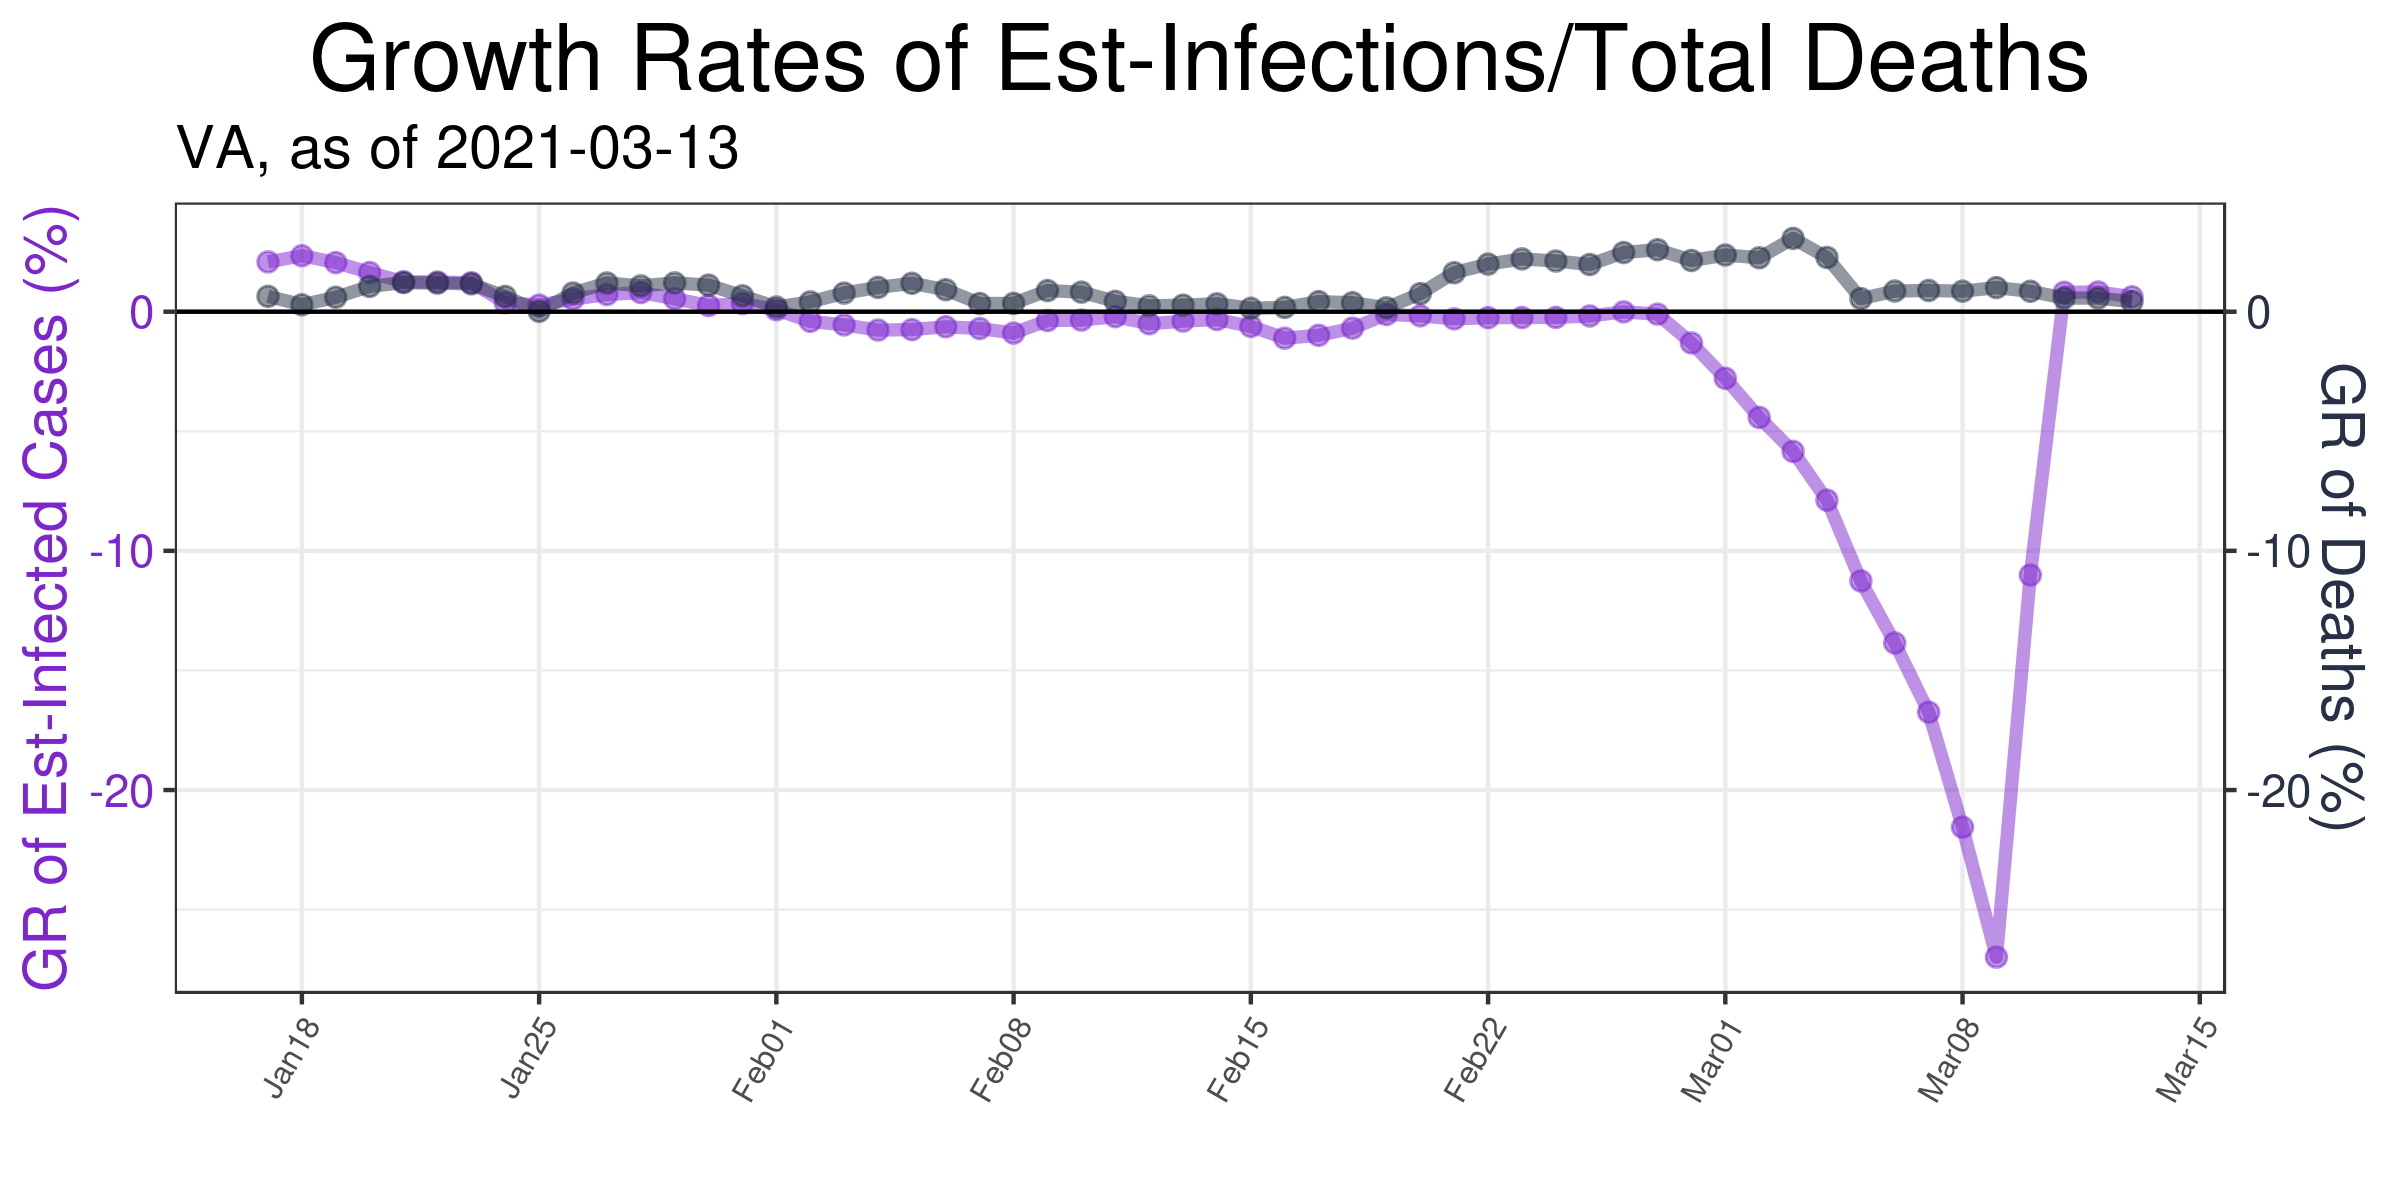 Growth Rates of Est-Infections/Total Deaths
VA, as of 2021-03-13
GR of Est-Infected Cases (%)
0
-10
-20
0
-10
-20
GR of Deaths (%)
Jan18
Jan25
Feb01
Feb08
Feb15
Feb22
Mar01
Mar08
Mar15